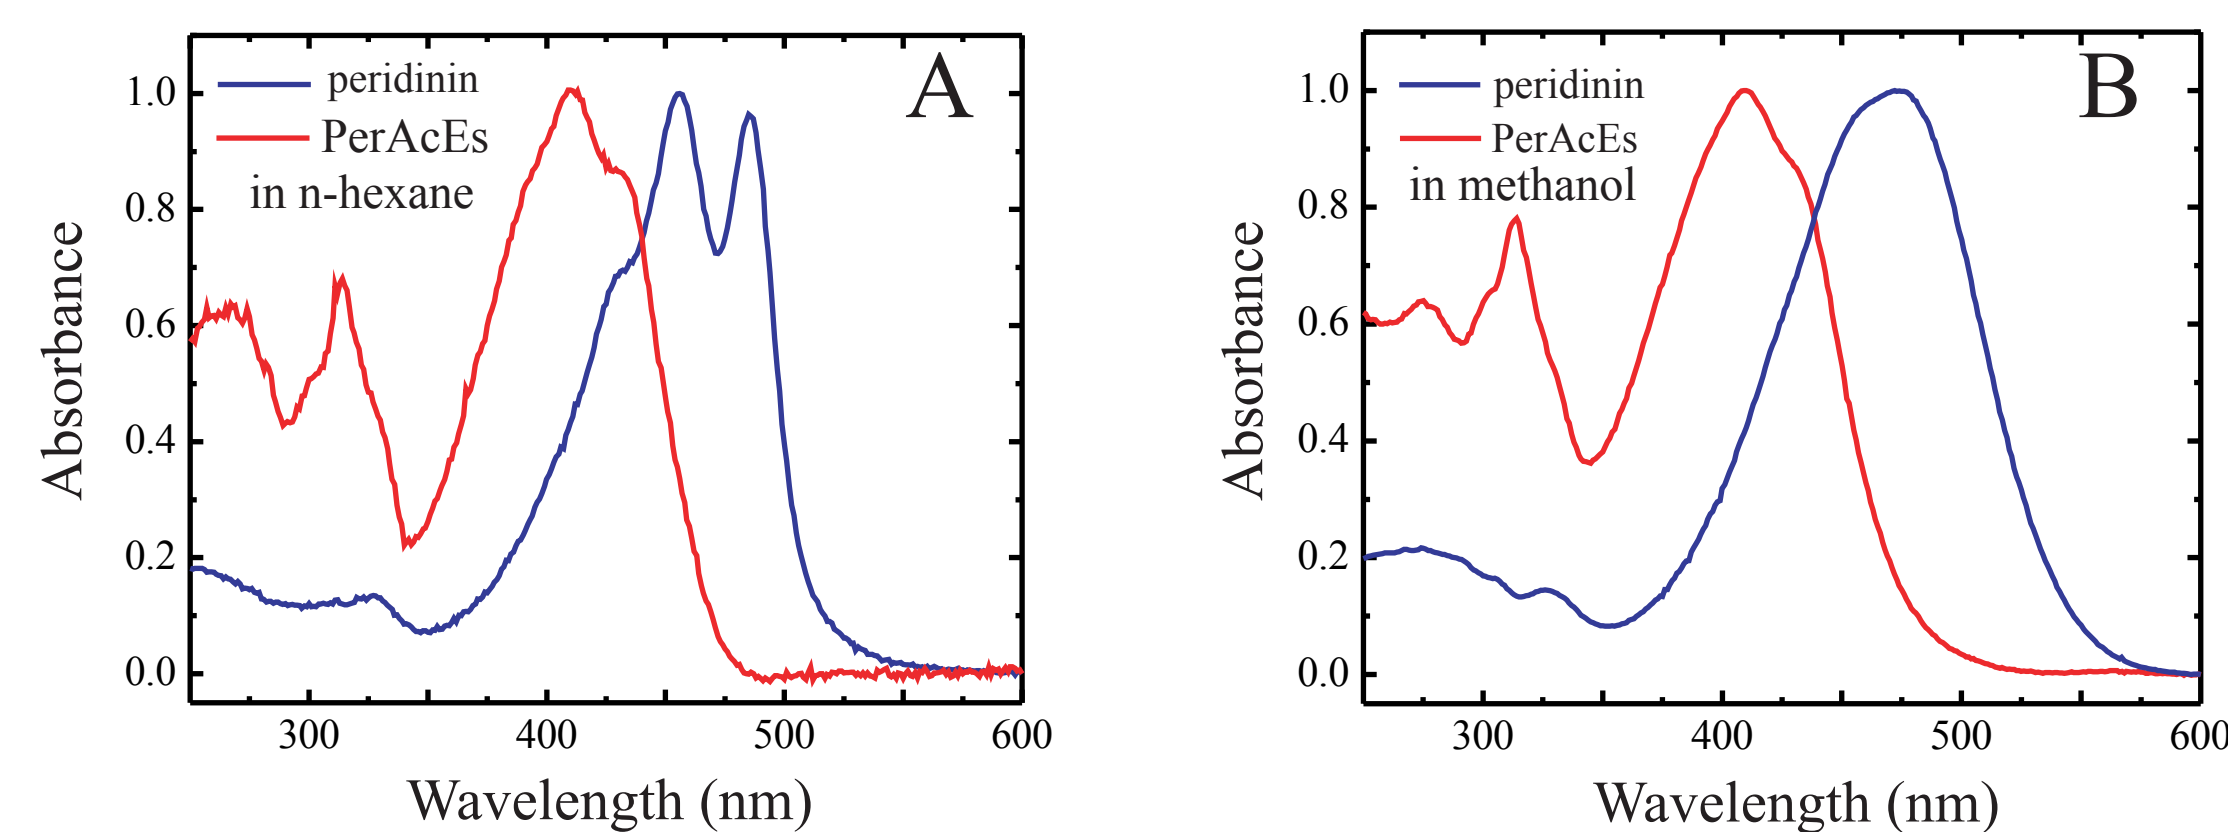 A
peridinin
PerAcEs
in n-hexane
1.0
0.8
0.6
0.4
0.2
0.0
Absorbance
300 400 500 600
Wavelength (nm)
B
peridinin
PerAcEs
in methanol
1.0
0.8
0.6
0.4
0.2
0.0
Absorbance
300 400 500 600
Wavelength (nm)